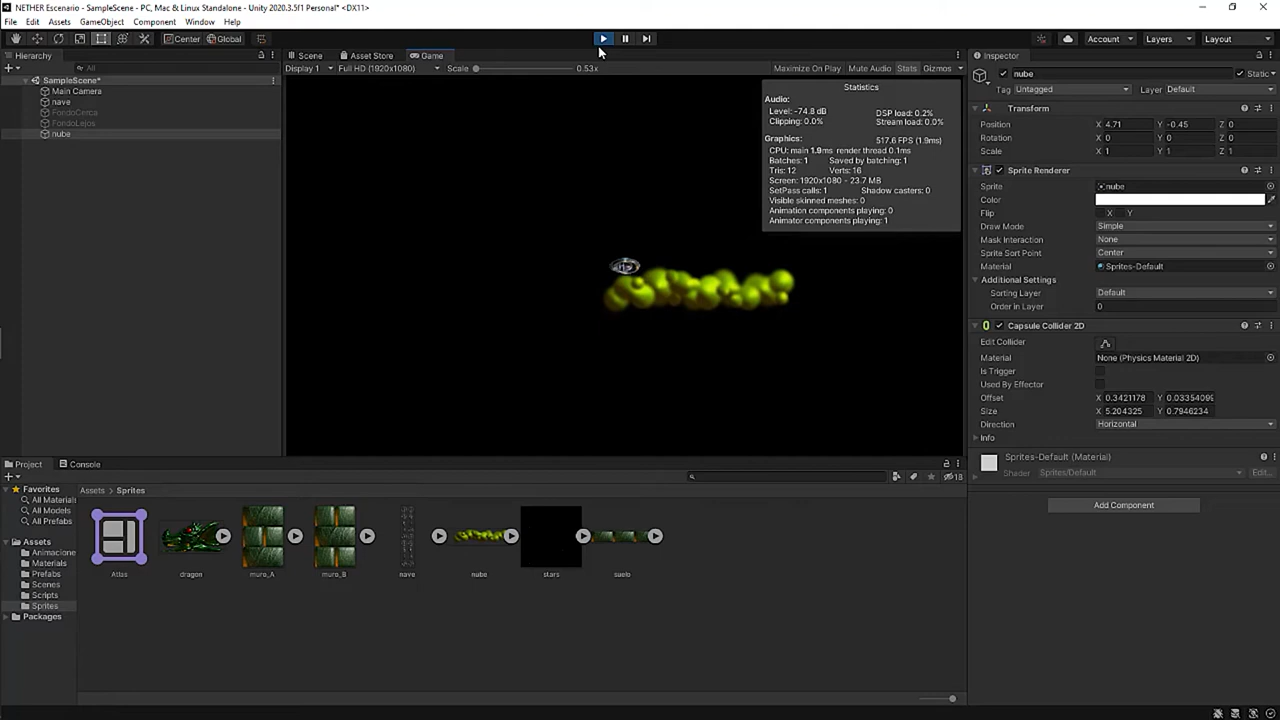 NETHER Escenario - SampleScene - PC, Mac & Linux Standalone - Unity 2020.3.5f1 Personal* <DX11>
File Edit Assets GameObject Component Window Help
Center Global Account Layers Layout
Hierarchy
All
SampleScene*
Main Camera
nave
FondoCerca
FondoLejos
nube
Scene Asset Store Game
Display 1 Full HD (1920x1080) Scale 0.53x Maximize On Play Mute Audio Stats Gizmos
Statistics
Audio:
Level: -74.8 dB DSP load: 0.2%
Clipping: 0.0% Stream load: 0.0%
Graphics: 517.6 FPS (1.9ms)
CPU: main 1.9ms render thread 0.1ms
Batches: 1 Saved by batching: 1
Tris: 12 Verts: 16
Screen: 1920x1080 - 23.7 MB
SetPass calls: 1 Shadow casters: 0
Visible skinned meshes: 0
Animation components playing: 0
Animator components playing: 1
Inspector
nube Static
Tag Untagged Layer Default
Transform
Position X 4.71 Y -0.45 Z 0
Rotation X 0 Y 0 Z 0
Scale X 1 Y 1 Z 1
Sprite Renderer
Sprite nube
Color
Flip X Y
Draw Mode Simple
Mask Interaction None
Sprite Sort Point Center
Material Sprites-Default
Additional Settings
Sorting Layer Default
Order in Layer 0
Capsule Collider 2D
Edit Collider
Material None (Physics Material 2D)
Is Trigger
Used By Effector
Offset X 0.3421178 Y 0.03354099
Size X 5.204325 Y 0.7946234
Direction Horizontal
Info
Sprites-Default (Material)
Shader Sprites/Default Edit...
Add Component
Project Console
18
Favorites
All Materials
All Models
All Prefabs
Assets
Animacione
Materials
Prefabs
Scenes
Scripts
Sprites
Packages
Assets Sprites
Atlas dragon muro_A muro_B nave nube stars suelo